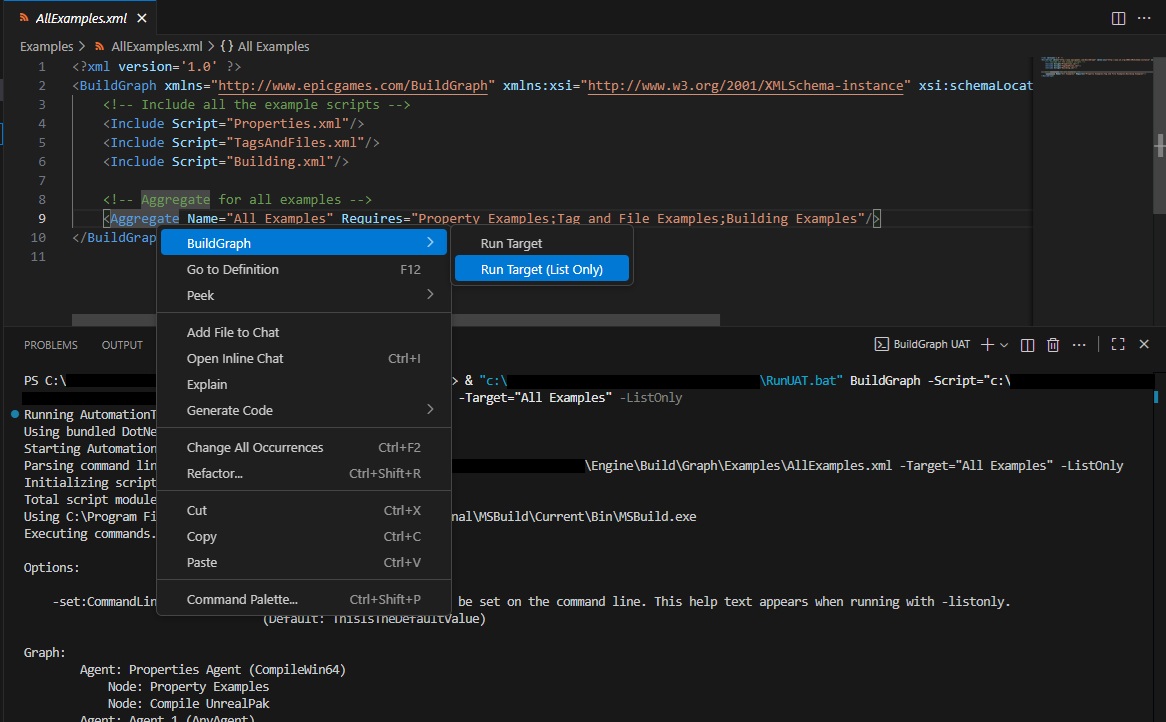 AllExamples.xml
Examples > AllExamples.xml > {} All Examples
1 <?xml version='1.0' ?>
2 <BuildGraph xmlns="http://www.epicgames.com/BuildGraph" xmlns:xsi="http://www.w3.org/2001/XMLSchema-instance" xsi:schemaLocat
3 <!-- Include all the example scripts -->
4 <Include Script="Properties.xml"/>
5 <Include Script="TagsAndFiles.xml"/>
6 <Include Script="Building.xml"/>
7
8 <!-- Aggregate for all examples -->
9 <Aggregate Name="All Examples" Requires="Property Examples;Tag and File Examples;Building Examples"/>
10 </BuildGrap
11
BuildGraph
Go to Definition F12
Peek
Add File to Chat
Open Inline Chat Ctrl+I
Explain
Generate Code
Change All Occurrences Ctrl+F2
Refactor... Ctrl+Shift+R
Cut Ctrl+X
Copy Ctrl+C
Paste Ctrl+V
Command Palette... Ctrl+Shift+P
Run Target
Run Target (List Only)
PROBLEMS OUTPUT
BuildGraph UAT
PS C:\ > & "c:\ \RunUAT.bat" BuildGraph -Script="c:\
-Target="All Examples" -ListOnly
Running AutomationT
Using bundled DotNe
Starting Automation
Parsing command lin \Engine\Build\Graph\Examples\AllExamples.xml -Target="All Examples" -ListOnly
Initializing script
Total script module
Using C:\Program Fi nal\MSBuild\Current\Bin\MSBuild.exe
Executing commands.
Options:
-set:CommandLin be set on the command line. This help text appears when running with -listonly.
(Default: ThisIsTheDefaultValue)
Graph:
Agent: Properties Agent (CompileWin64)
Node: Property Examples
Node: Compile UnrealPak
Agent: Agent 1 (AnyAgent)